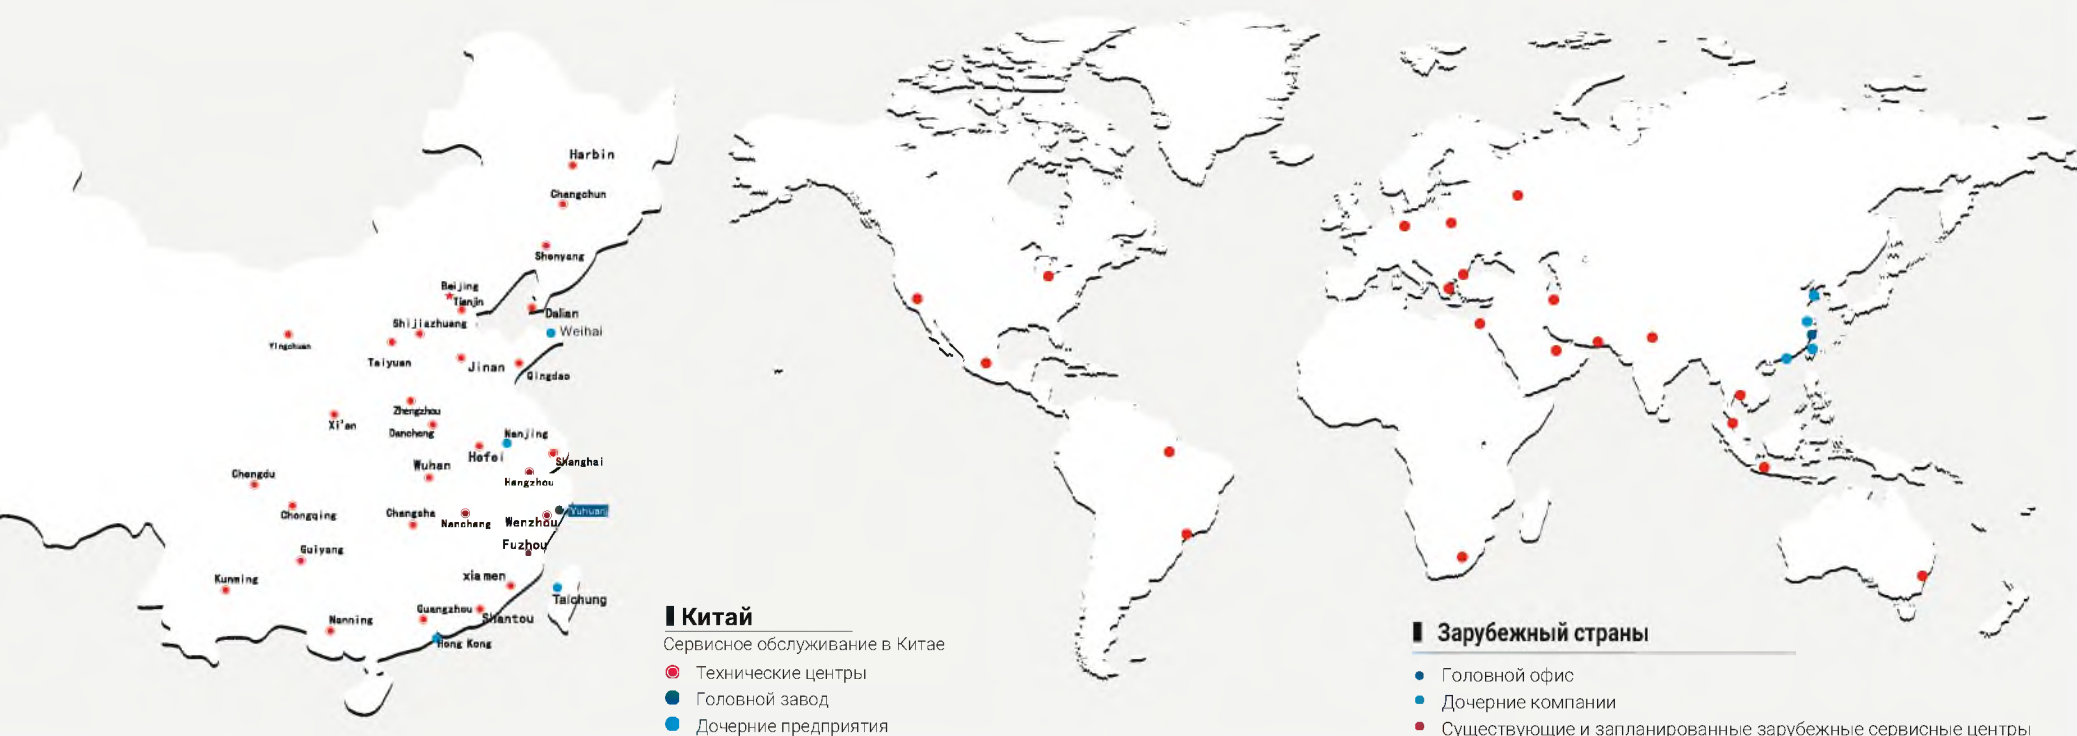 Harbin
Changchun
Shenyang
Beijing
Tianjin
Dalian
Shijiazhuang
Weihai
Yingchuan
Taiyuan
Jinan
Qingdao
Zhengzhou
Xi'an
Dancheng
Nanjing
Hefei
Shanghai
Wuhan
Hangzhou
Chengdu
Chongqing
Changsha
Nanchang
Wenzhou
Yuhuan
Fuzhou
Guiyang
Kunming
xiamen
Taichung
Guangzhou
Shantou
Nanning
Hong Kong
Китай
Сервисное обслуживание в Китае
Технические центры
Головной завод
Дочерние предприятия
Зарубежный страны
Головной офис
Дочерние компании
Существующие и запланированные зарубежные сервисные центры